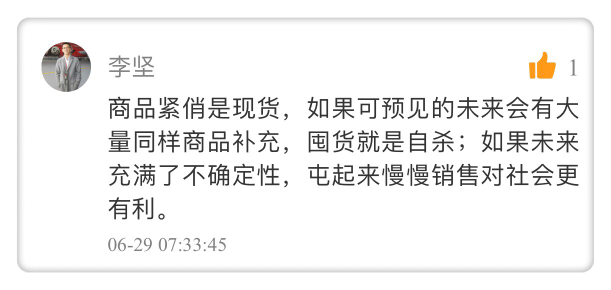 李坚
1
商品紧俏是现货，如果可预见的未来会有大
量同样商品补充，囤货就是自杀；如果未来
充满了不确定性，屯起来慢慢销售对社会更
有利。
06-29 07:33:45